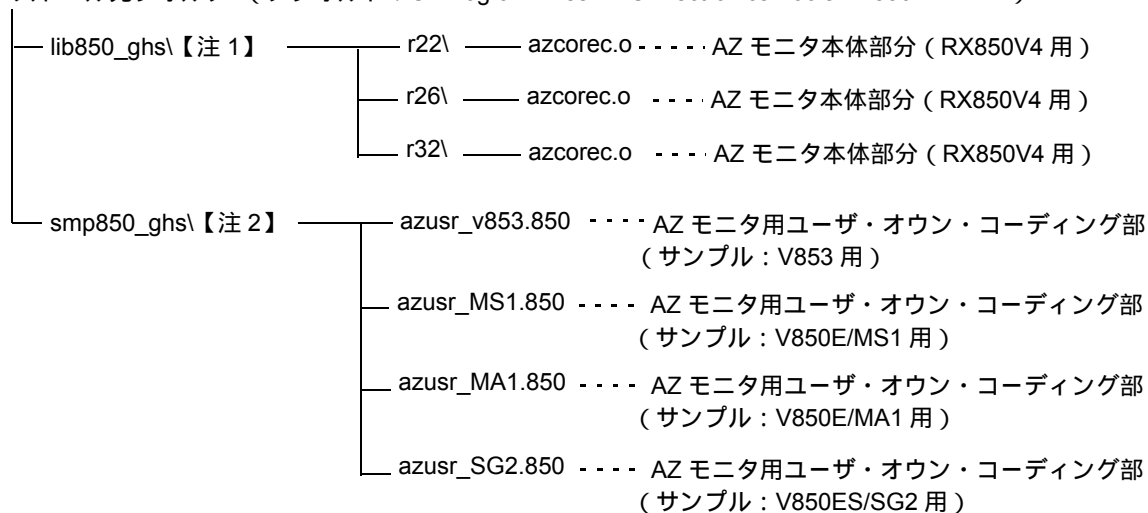 lib850_ghs\【注 1】 r22\ azcorec.o AZ モニタ本体部分（RX850V4 用）
r26\ azcorec.o AZ モニタ本体部分（RX850V4 用）
r32\ azcorec.o AZ モニタ本体部分（RX850V4 用）
smp850_ghs\【注 2】 azusr_v853.850 AZ モニタ用ユーザ・オウン・コーディング部
（サンプル：V853 用）
azusr_MS1.850 AZ モニタ用ユーザ・オウン・コーディング部
（サンプル：V850E/MS1 用）
azusr_MA1.850 AZ モニタ用ユーザ・オウン・コーディング部
（サンプル：V850E/MA1 用）
azusr_SG2.850 AZ モニタ用ユーザ・オウン・コーディング部
（サンプル：V850ES/SG2 用）